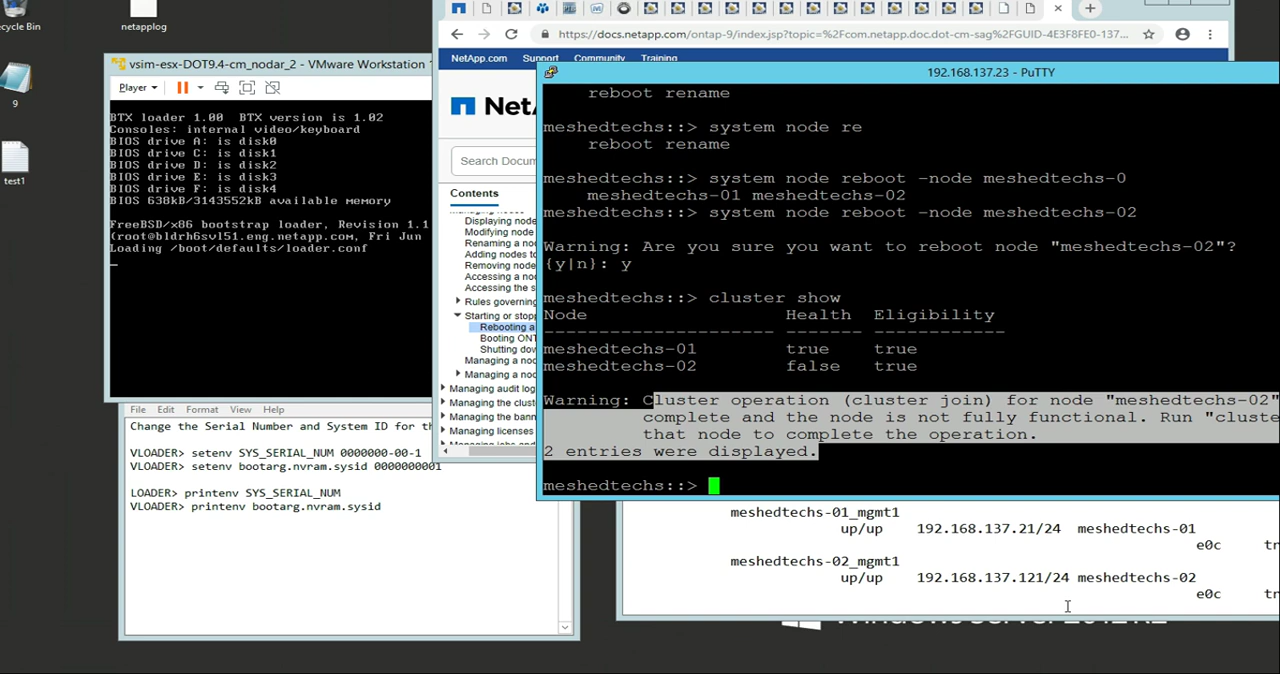 cycle Bin
netapplog
9
test1
vsim-esx-DOT9.4-cm_nodar_2 - VMware Workstation 1
Player
BTX loader 1.00  BTX version is 1.02
Consoles: internal video/keyboard
BIOS drive A: is disk0
BIOS drive C: is disk1
BIOS drive D: is disk2
BIOS drive E: is disk3
BIOS drive F: is disk4
BIOS 638kB/3143552kB available memory
FreeBSD/x86 bootstrap loader, Revision 1.1
(root@bldrh6svl51.eng.netapp.com, Fri Jun
Loading /boot/defaults/loader.conf
File Edit Format View Help
Change the Serial Number and System ID for th
VLOADER> setenv SYS_SERIAL_NUM 0000000-00-1
VLOADER> setenv bootarg.nvram.sysid 0000000001
LOADER> printenv SYS_SERIAL_NUM
VLOADER> printenv bootarg.nvram.sysid
https://docs.netapp.com/ontap-9/index.jsp?topic=%2Fcom.netapp.doc.dot-cm-sag%2FGUID-4E3F8FE0-137...
NetApp.com Support Community Training
Net
Search Docum
Contents
Managing nodes
Displaying node
Modifying node
Renaming a nod
Adding nodes to
Removing node
Accessing a no
Accessing the s
Rules governing
Starting or stopp
Rebooting a
Booting ONT
Shutting dow
Managing a nod
Managing a nod
Managing audit log
Managing the clust
Managing the bann
Managing licenses
192.168.137.23 - PuTTY
reboot rename
meshedtechs::> system node re
reboot rename
meshedtechs::> system node reboot -node meshedtechs-0
meshedtechs-01 meshedtechs-02
meshedtechs::> system node reboot -node meshedtechs-02
Warning: Are you sure you want to reboot node "meshedtechs-02"?
{y|n}: y
meshedtechs::> cluster show
Node Health Eligibility
--------------------- ------- ------------
meshedtechs-01 true true
meshedtechs-02 false true
Warning: Cluster operation (cluster join) for node "meshedtechs-02"
complete and the node is not fully functional. Run "cluste
that node to complete the operation.
2 entries were displayed.
meshedtechs::>
meshedtechs-01_mgmt1
up/up 192.168.137.21/24 meshedtechs-01
e0c tr
meshedtechs-02_mgmt1
up/up 192.168.137.121/24 meshedtechs-02
e0c tr